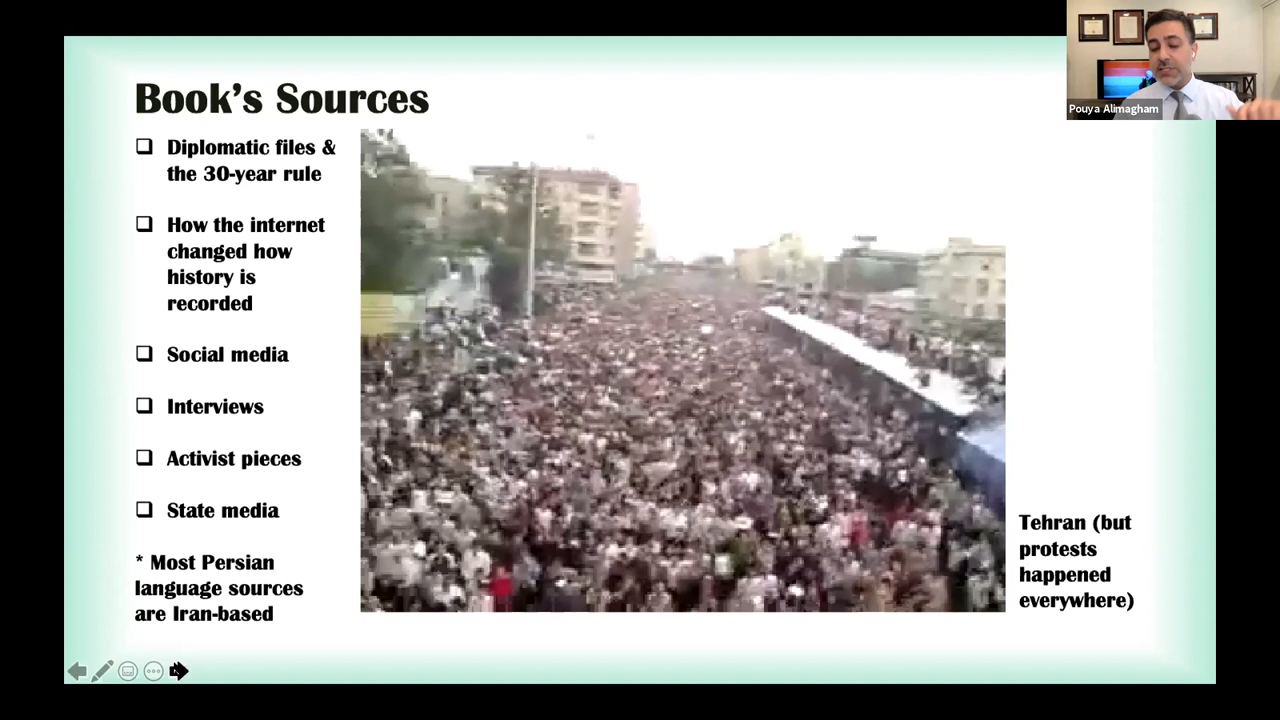 Book's Sources
❑ Diplomatic files &
the 30-year rule
❑ How the internet
changed how
history is
recorded
❑ Social media
❑ Interviews
❑ Activist pieces
❑ State media
* Most Persian
language sources
are Iran-based
Tehran (but
protests
happened
everywhere)
Pouya Alimagham